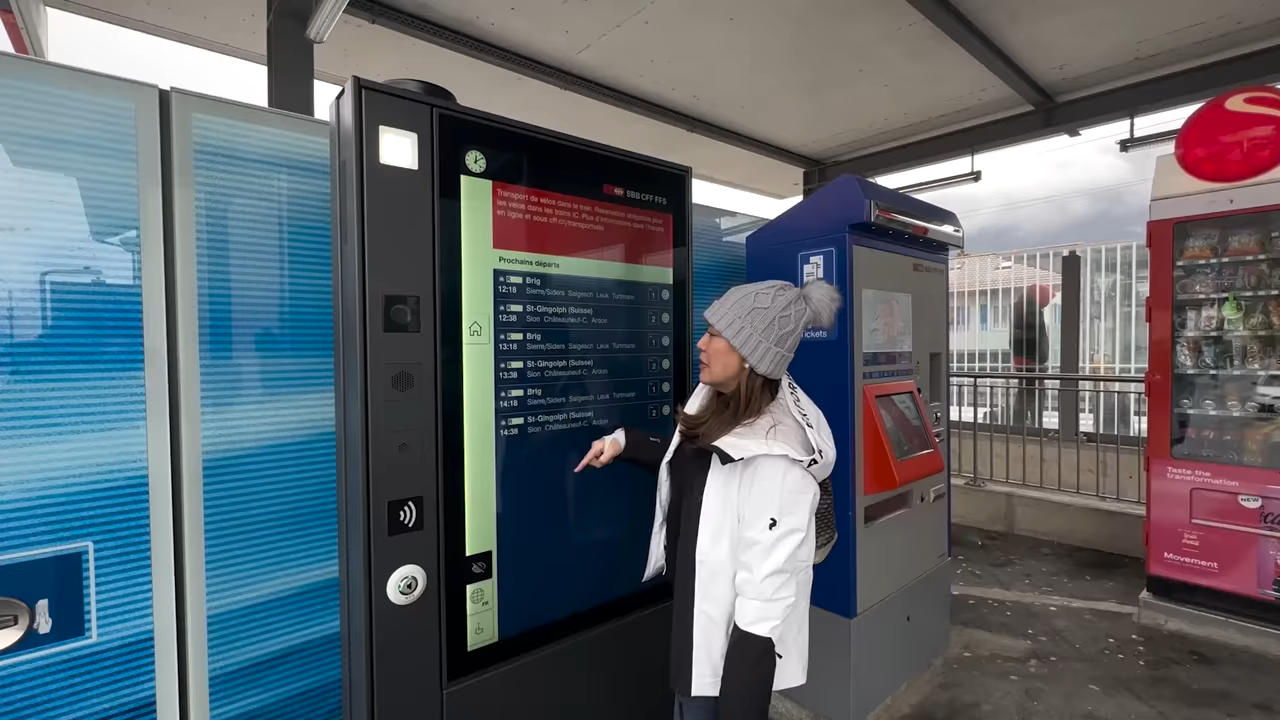 SBB CFF FFS
Transport de vélos dans le train. Réservation obligatoire pour
les vélos dans les trains IC. Plus d'informations dans l'horaire
en ligne et sous cff.ch/transportvelo
Prochains départs
Brig
12:18 Sierre/Siders Salgesch Leuk Turtmann 1
St-Gingolph (Suisse)
12:38 Sion Châteauneuf-C. Ardon 2
Brig
13:18 Sierre/Siders Salgesch Leuk Turtmann 1
St-Gingolph (Suisse)
13:38 Sion Châteauneuf-C. Ardon 2
Brig
14:18 Sierre/Siders Salgesch Leuk Turtmann 1
St-Gingolph (Suisse)
14:38 Sion Châteauneuf-C. Ardon 2
FR
Tickets
Taste the
transformation
NEW
Movement